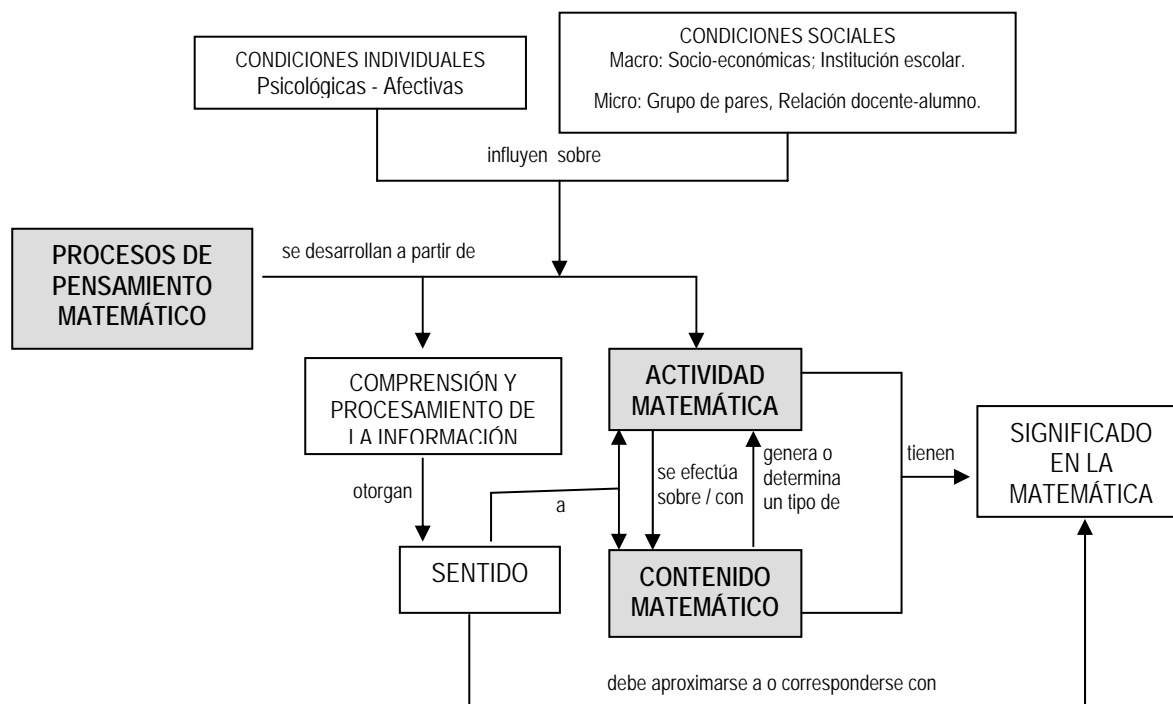 CONDICIONES INDIVIDUALES
Psicológicas - Afectivas
CONDICIONES SOCIALES
Macro: Socio-económicas; Institución escolar.
Micro: Grupo de pares, Relación docente-alumno.
influyen sobre
PROCESOS DE
PENSAMIENTO
MATEMÁTICO
se desarrollan a partir de
COMPRENSIÓN Y
PROCESAMIENTO DE
LA INFORMACIÓN
ACTIVIDAD
MATEMÁTICA
otorgan
a
se efectúa
sobre / con
genera o
determina
un tipo de
tienen
SIGNIFICADO
EN LA
MATEMÁTICA
SENTIDO
CONTENIDO
MATEMÁTICO
debe aproximarse a o corresponderse con